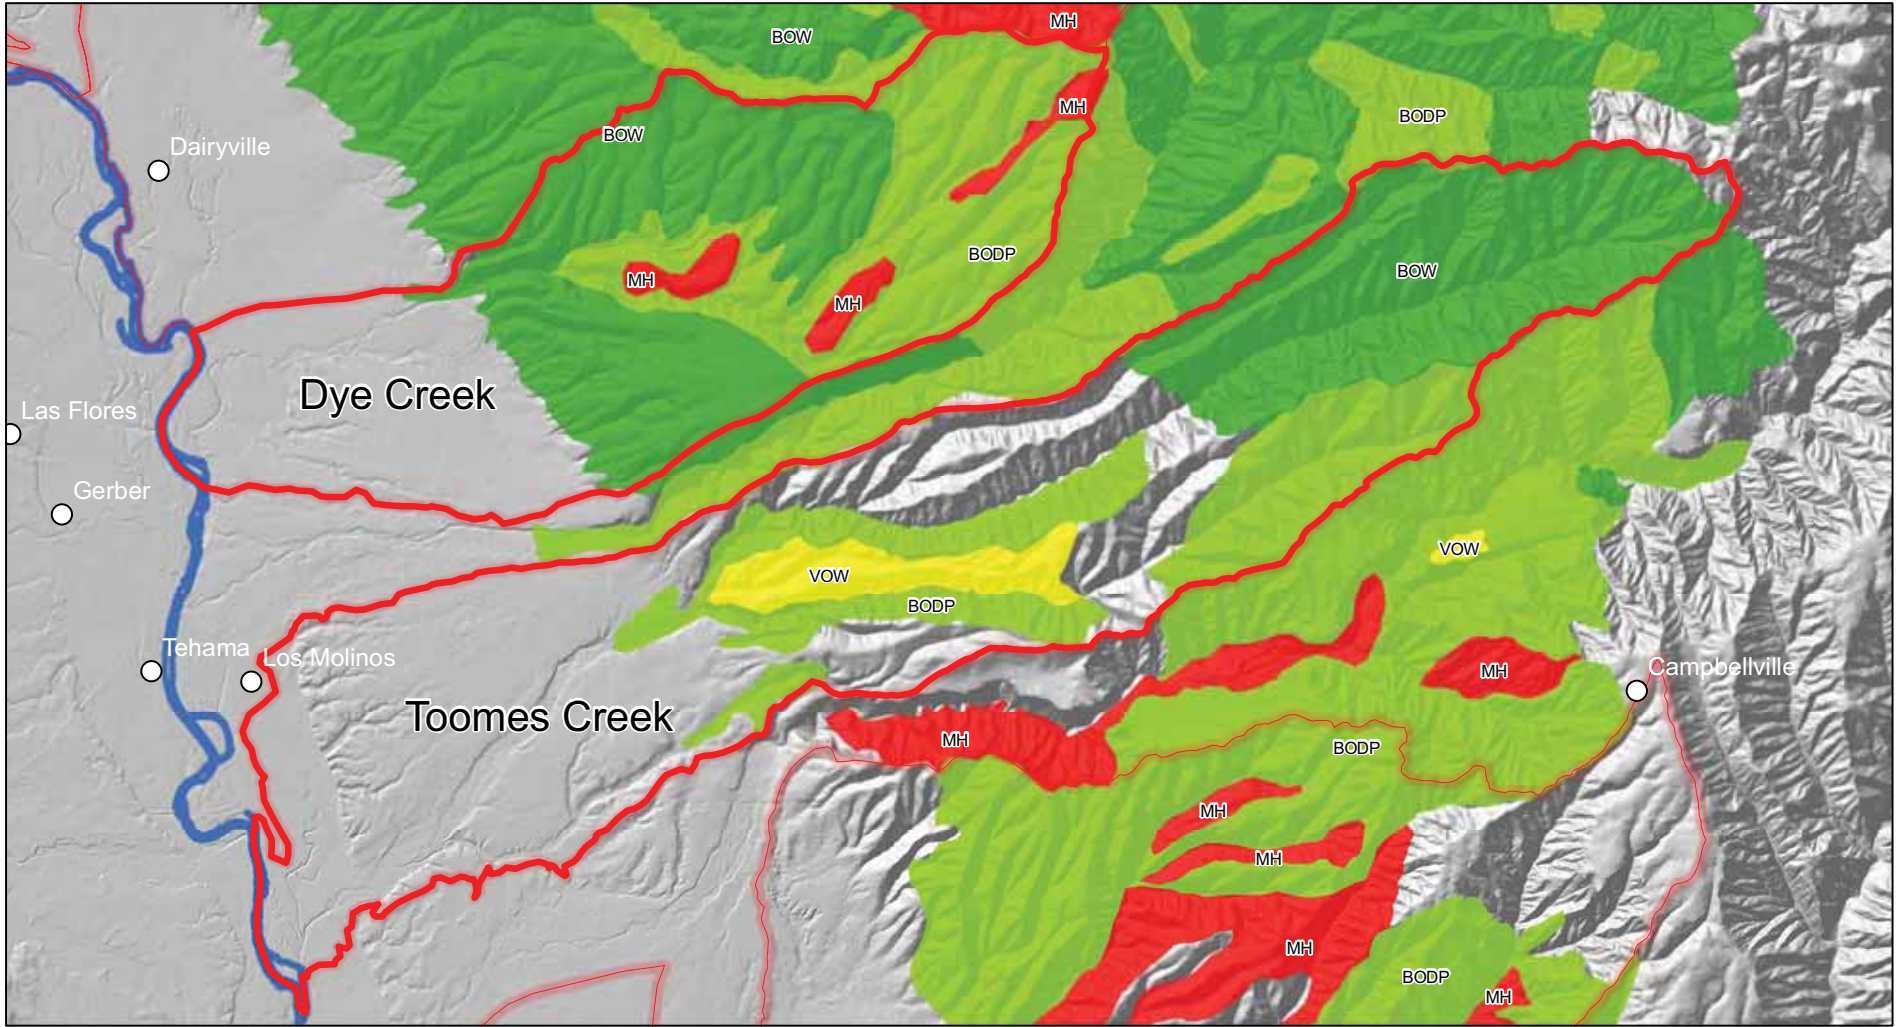 MH
BOW
MH
BODP
BOW
Dairyville
BODP
BOW
MH
MH
Dye Creek
Las Flores
Gerber
VOW
VOW
BODP
Tehama
Los Molinos
Campbellville
MH
Toomes Creek
MH
BODP
MH
MH
MH
BODP
MH